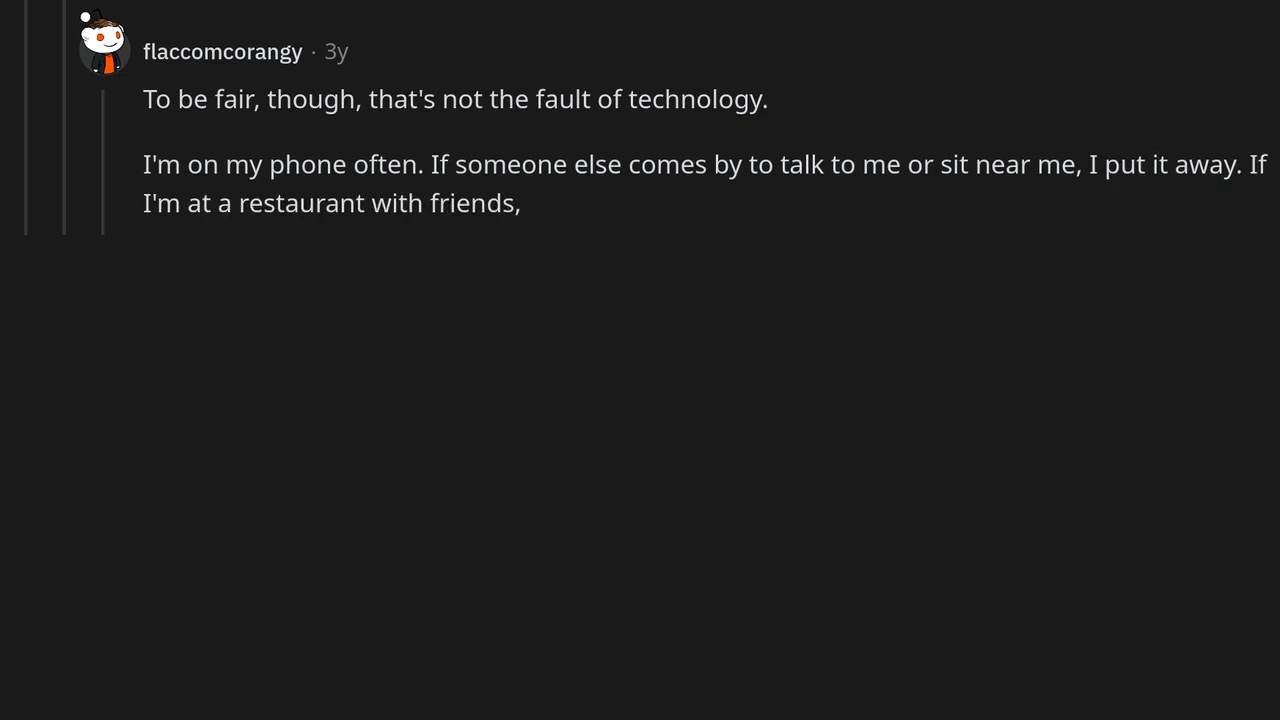 flaccomcorangy · 3y
To be fair, though, that's not the fault of technology.
I'm on my phone often. If someone else comes by to talk to me or sit near me, I put it away. If
I'm at a restaurant with friends,